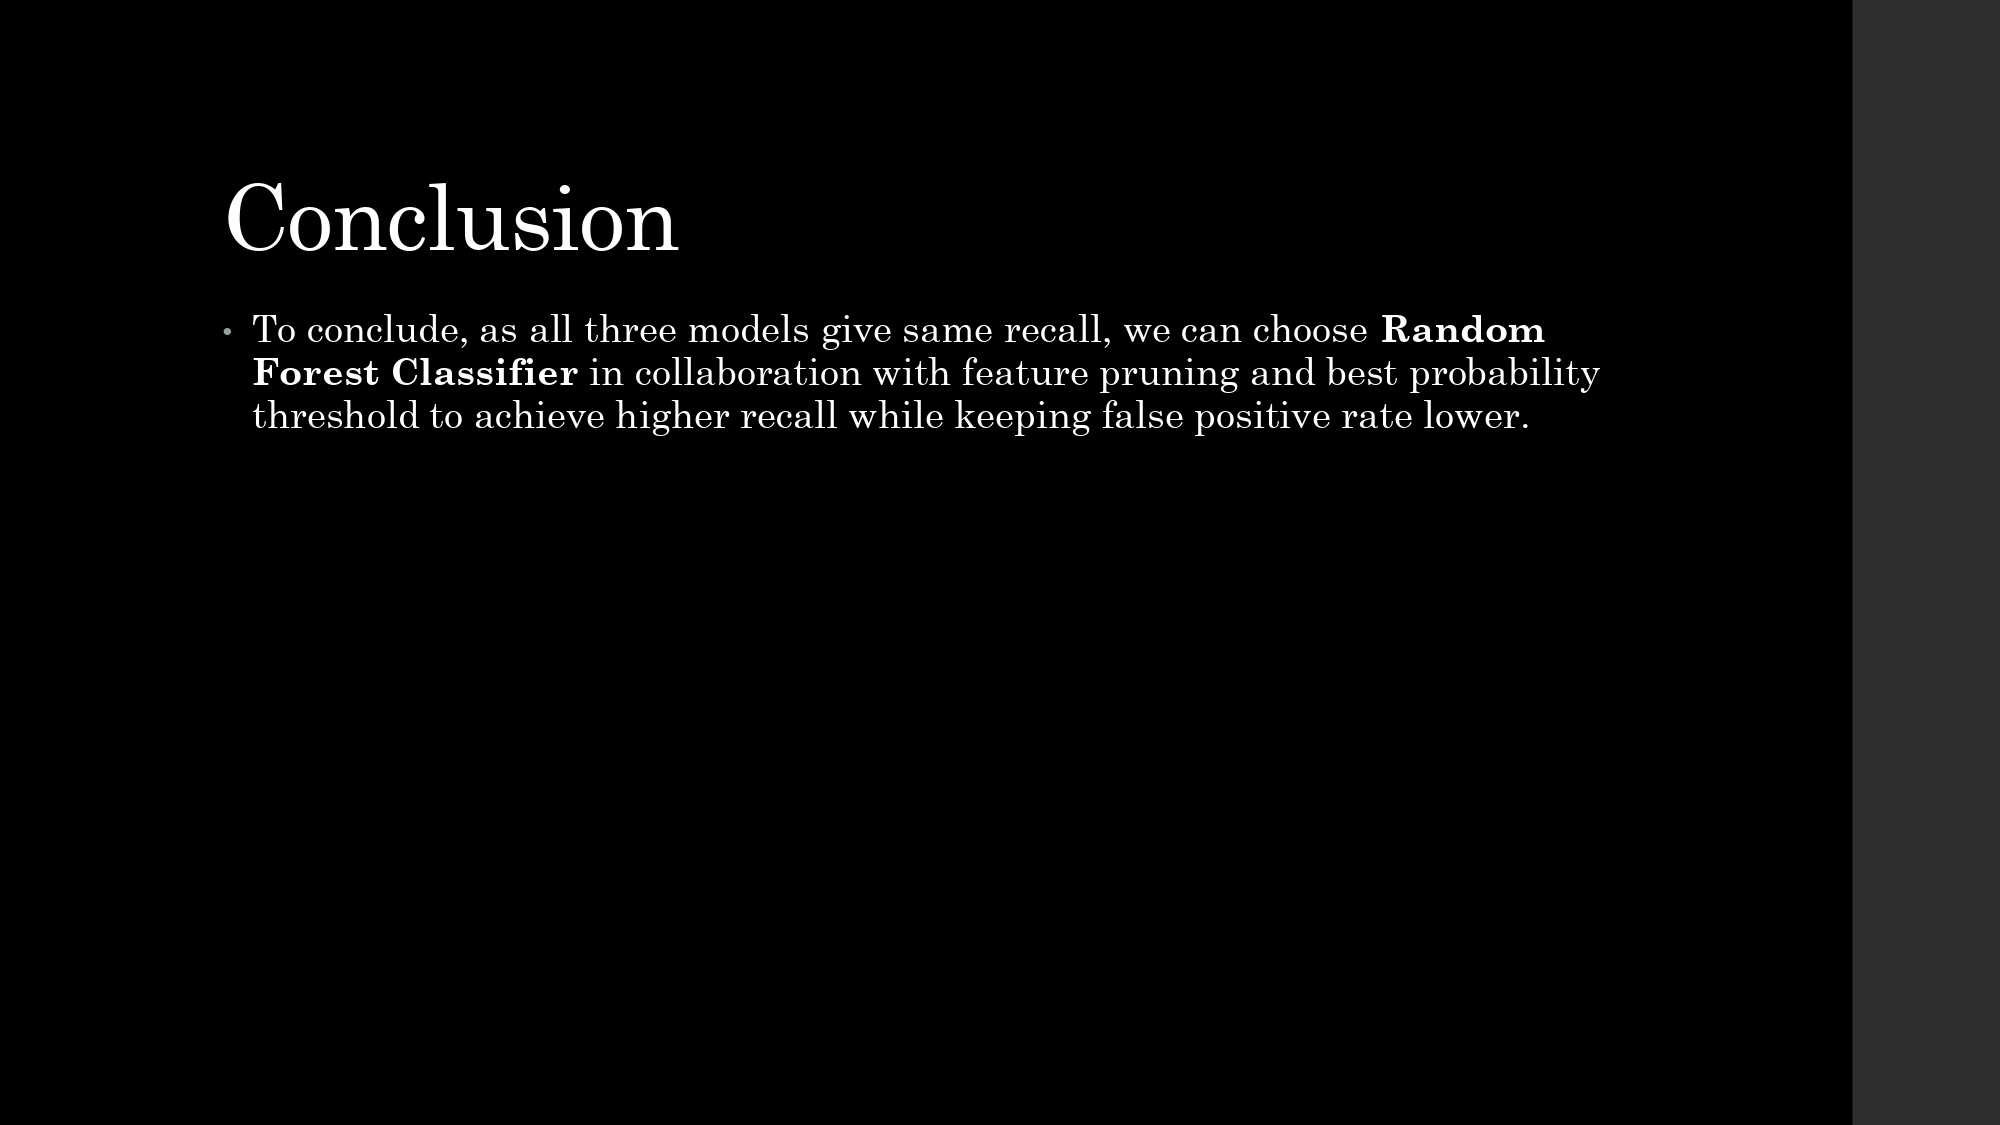 Conclusion
• To conclude, as all three models give same recall, we can choose Random
Forest Classifier in collaboration with feature pruning and best probability
threshold to achieve higher recall while keeping false positive rate lower.